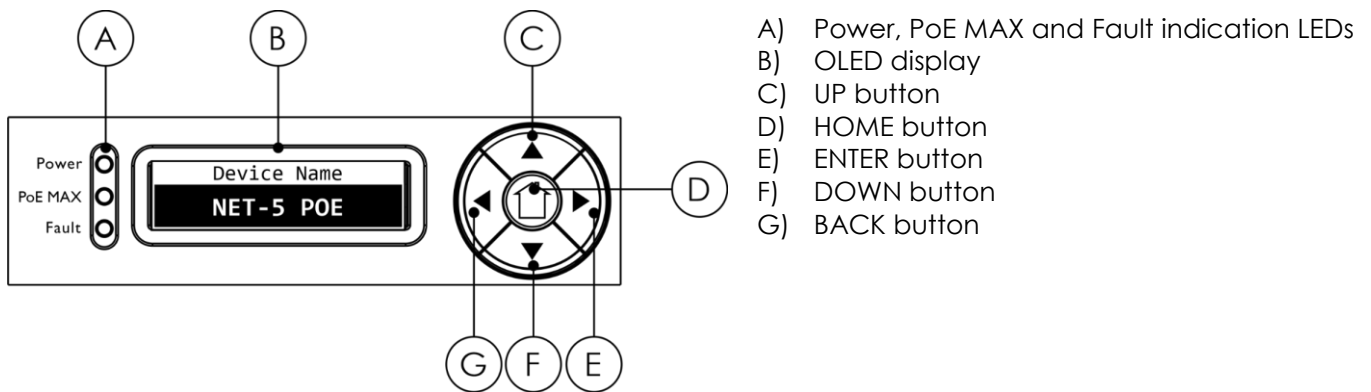 A
B
C
A) Power, PoE MAX and Fault indication LEDs
B) OLED display
C) UP button
D) HOME button
E) ENTER button
F) DOWN button
G) BACK button
Power
PoE MAX
Fault
Device Name
NET-5 POE
D
G
F
E